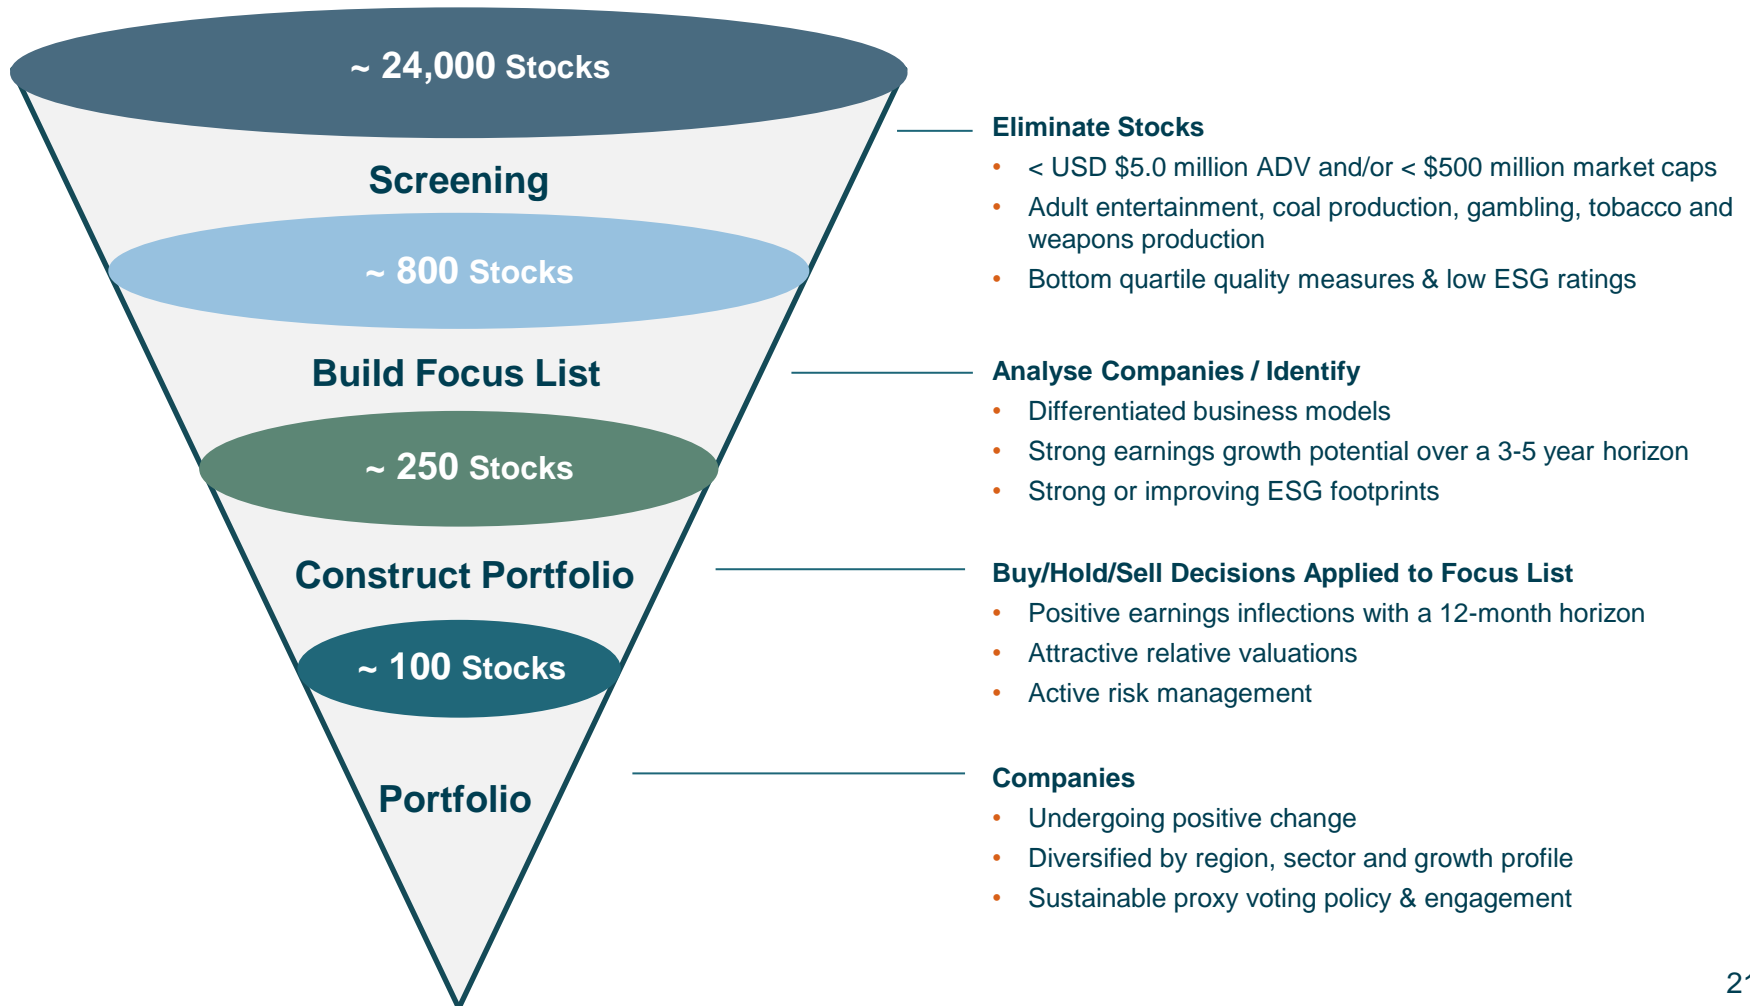 ~ 24,000 Stocks
Screening
~ 800 Stocks
Build Focus List
~ 250 Stocks
Construct Portfolio
~ 100 Stocks
Portfolio
Eliminate Stocks
• < USD $5.0 million ADV and/or < $500 million market caps
• Adult entertainment, coal production, gambling, tobacco and
weapons production
• Bottom quartile quality measures & low ESG ratings
Analyse Companies / Identify
• Differentiated business models
• Strong earnings growth potential over a 3-5 year horizon
• Strong or improving ESG footprints
Buy/Hold/Sell Decisions Applied to Focus List
• Positive earnings inflections with a 12-month horizon
• Attractive relative valuations
• Active risk management
Companies
• Undergoing positive change
• Diversified by region, sector and growth profile
• Sustainable proxy voting policy & engagement
21